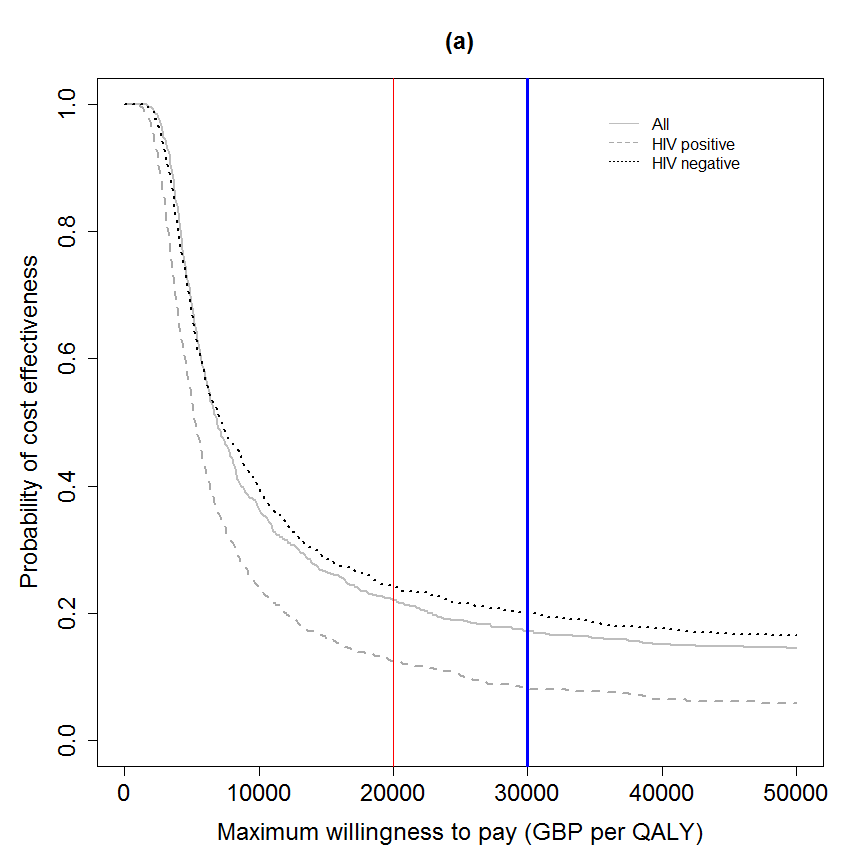 (a)
All
HIV positive
HIV negative
Probability of cost effectiveness
1.0
0.8
0.6
0.4
0.2
0.0
0 10000 20000 30000 40000 50000
Maximum willingness to pay (GBP per QALY)